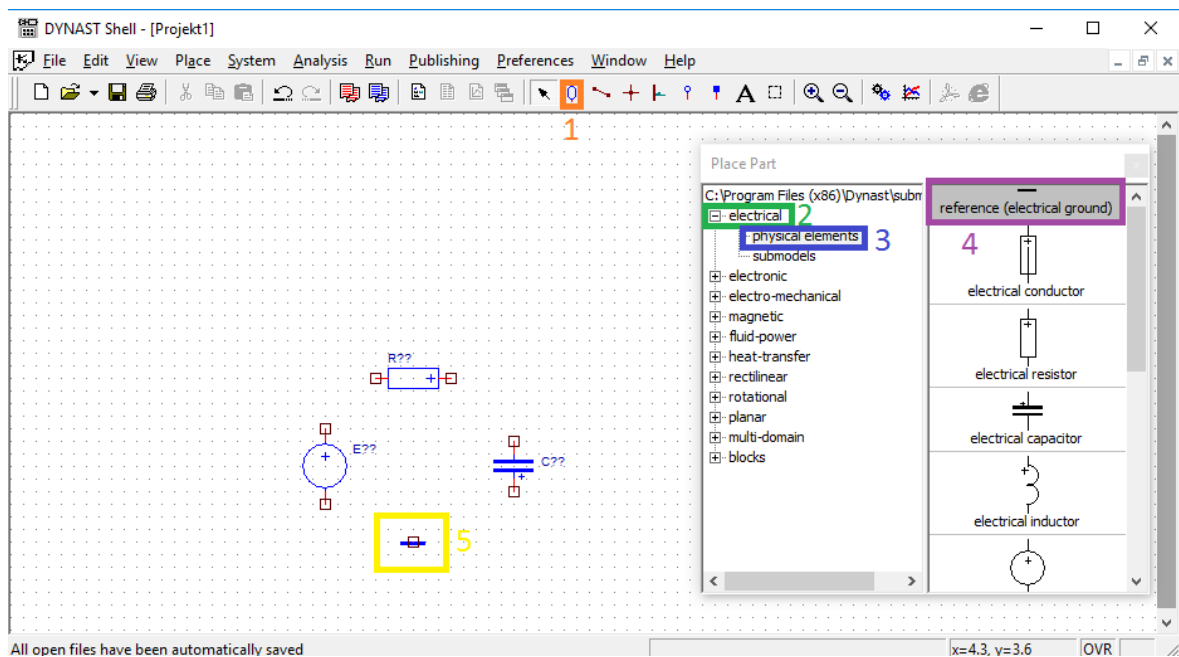 DYNAST Shell - [Projekt1]
File Edit View Place System Analysis Run Publishing Preferences Window Help
A
1
Place Part
C:\Program Files (x86)\Dynast\subm
electrical 2
physical elements 3
submodels
electronic
electro-mechanical
magnetic
fluid-power
heat-transfer
rectilinear
rotational
planar
multi-domain
blocks
reference (electrical ground)
4
electrical conductor
electrical resistor
electrical capacitor
electrical inductor
R??
E??
C??
5
All open files have been automatically saved
x=4.3, y=3.6 OVR